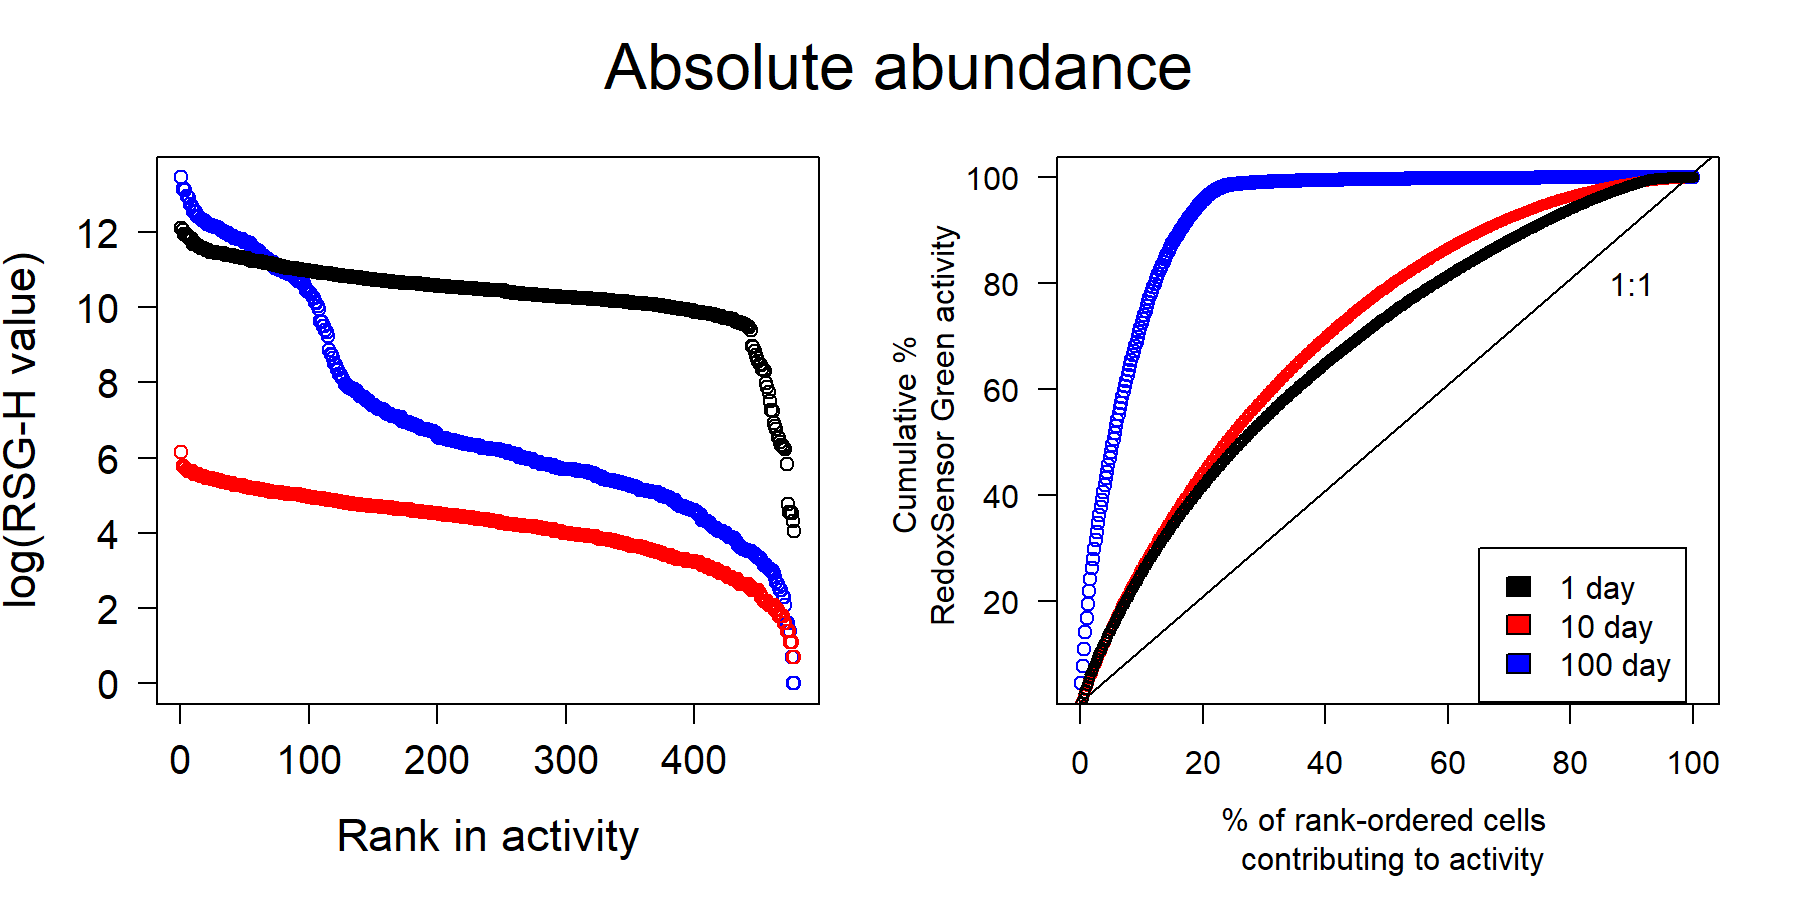 Absolute abundance
log(RSG-H value)
12
10
8
6
4
2
0
0 100 200 300 400
Rank in activity
Cumulative %
RedoxSensor Green activity
100
80
60
40
20
1:1
1 day
10 day
100 day
0 20 40 60 80 100
% of rank-ordered cells
contributing to activity